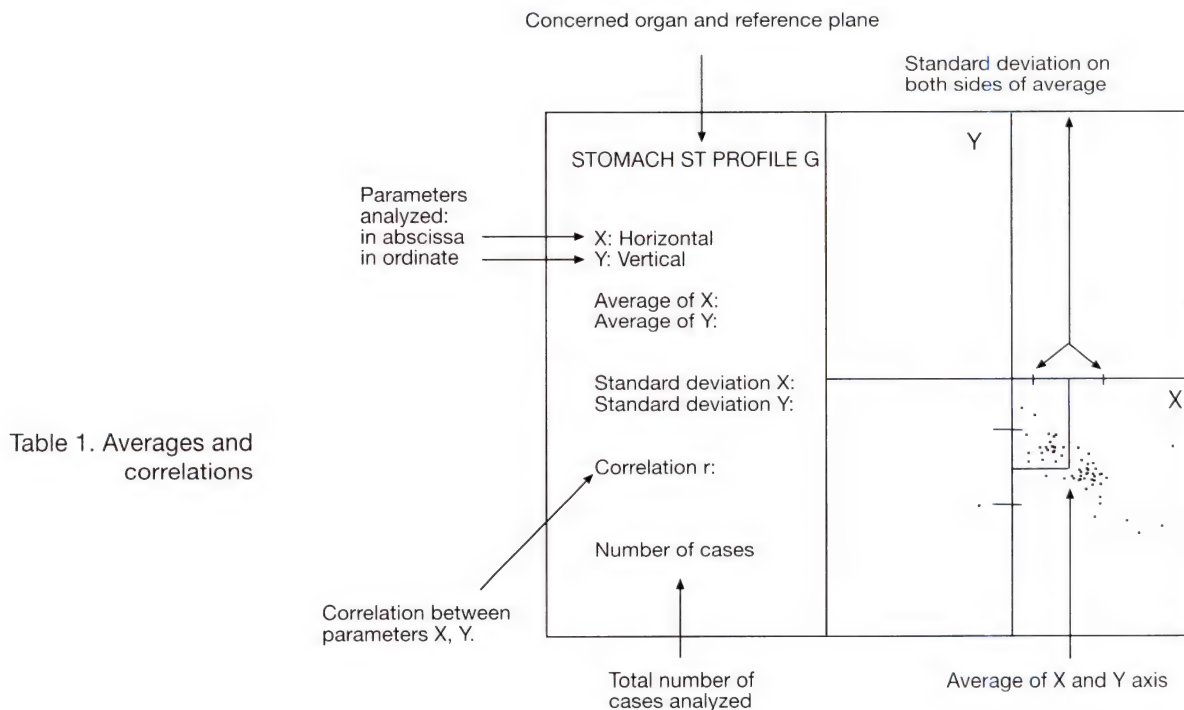 Concerned organ and reference plane
Standard deviation on
both sides of average
Y
STOMACH ST PROFILE G
Parameters
analyzed:
in abscissa
in ordinate
X: Horizontal
Y: Vertical
Average of X:
Average of Y:
Standard deviation X:
Standard deviation Y:
X
Table 1. Averages and
correlations
Correlation r:
Number of cases
Correlation between
parameters X, Y.
Total number of
cases analyzed
Average of X and Y axis